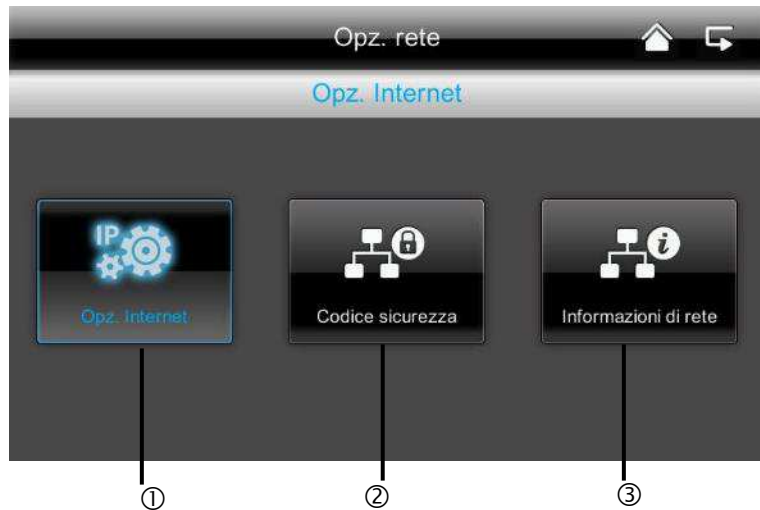 Opz. rete
Opz. Internet
IP
Opz. Internet
Codice sicurezza
i
Informazioni di rete
① ② ③